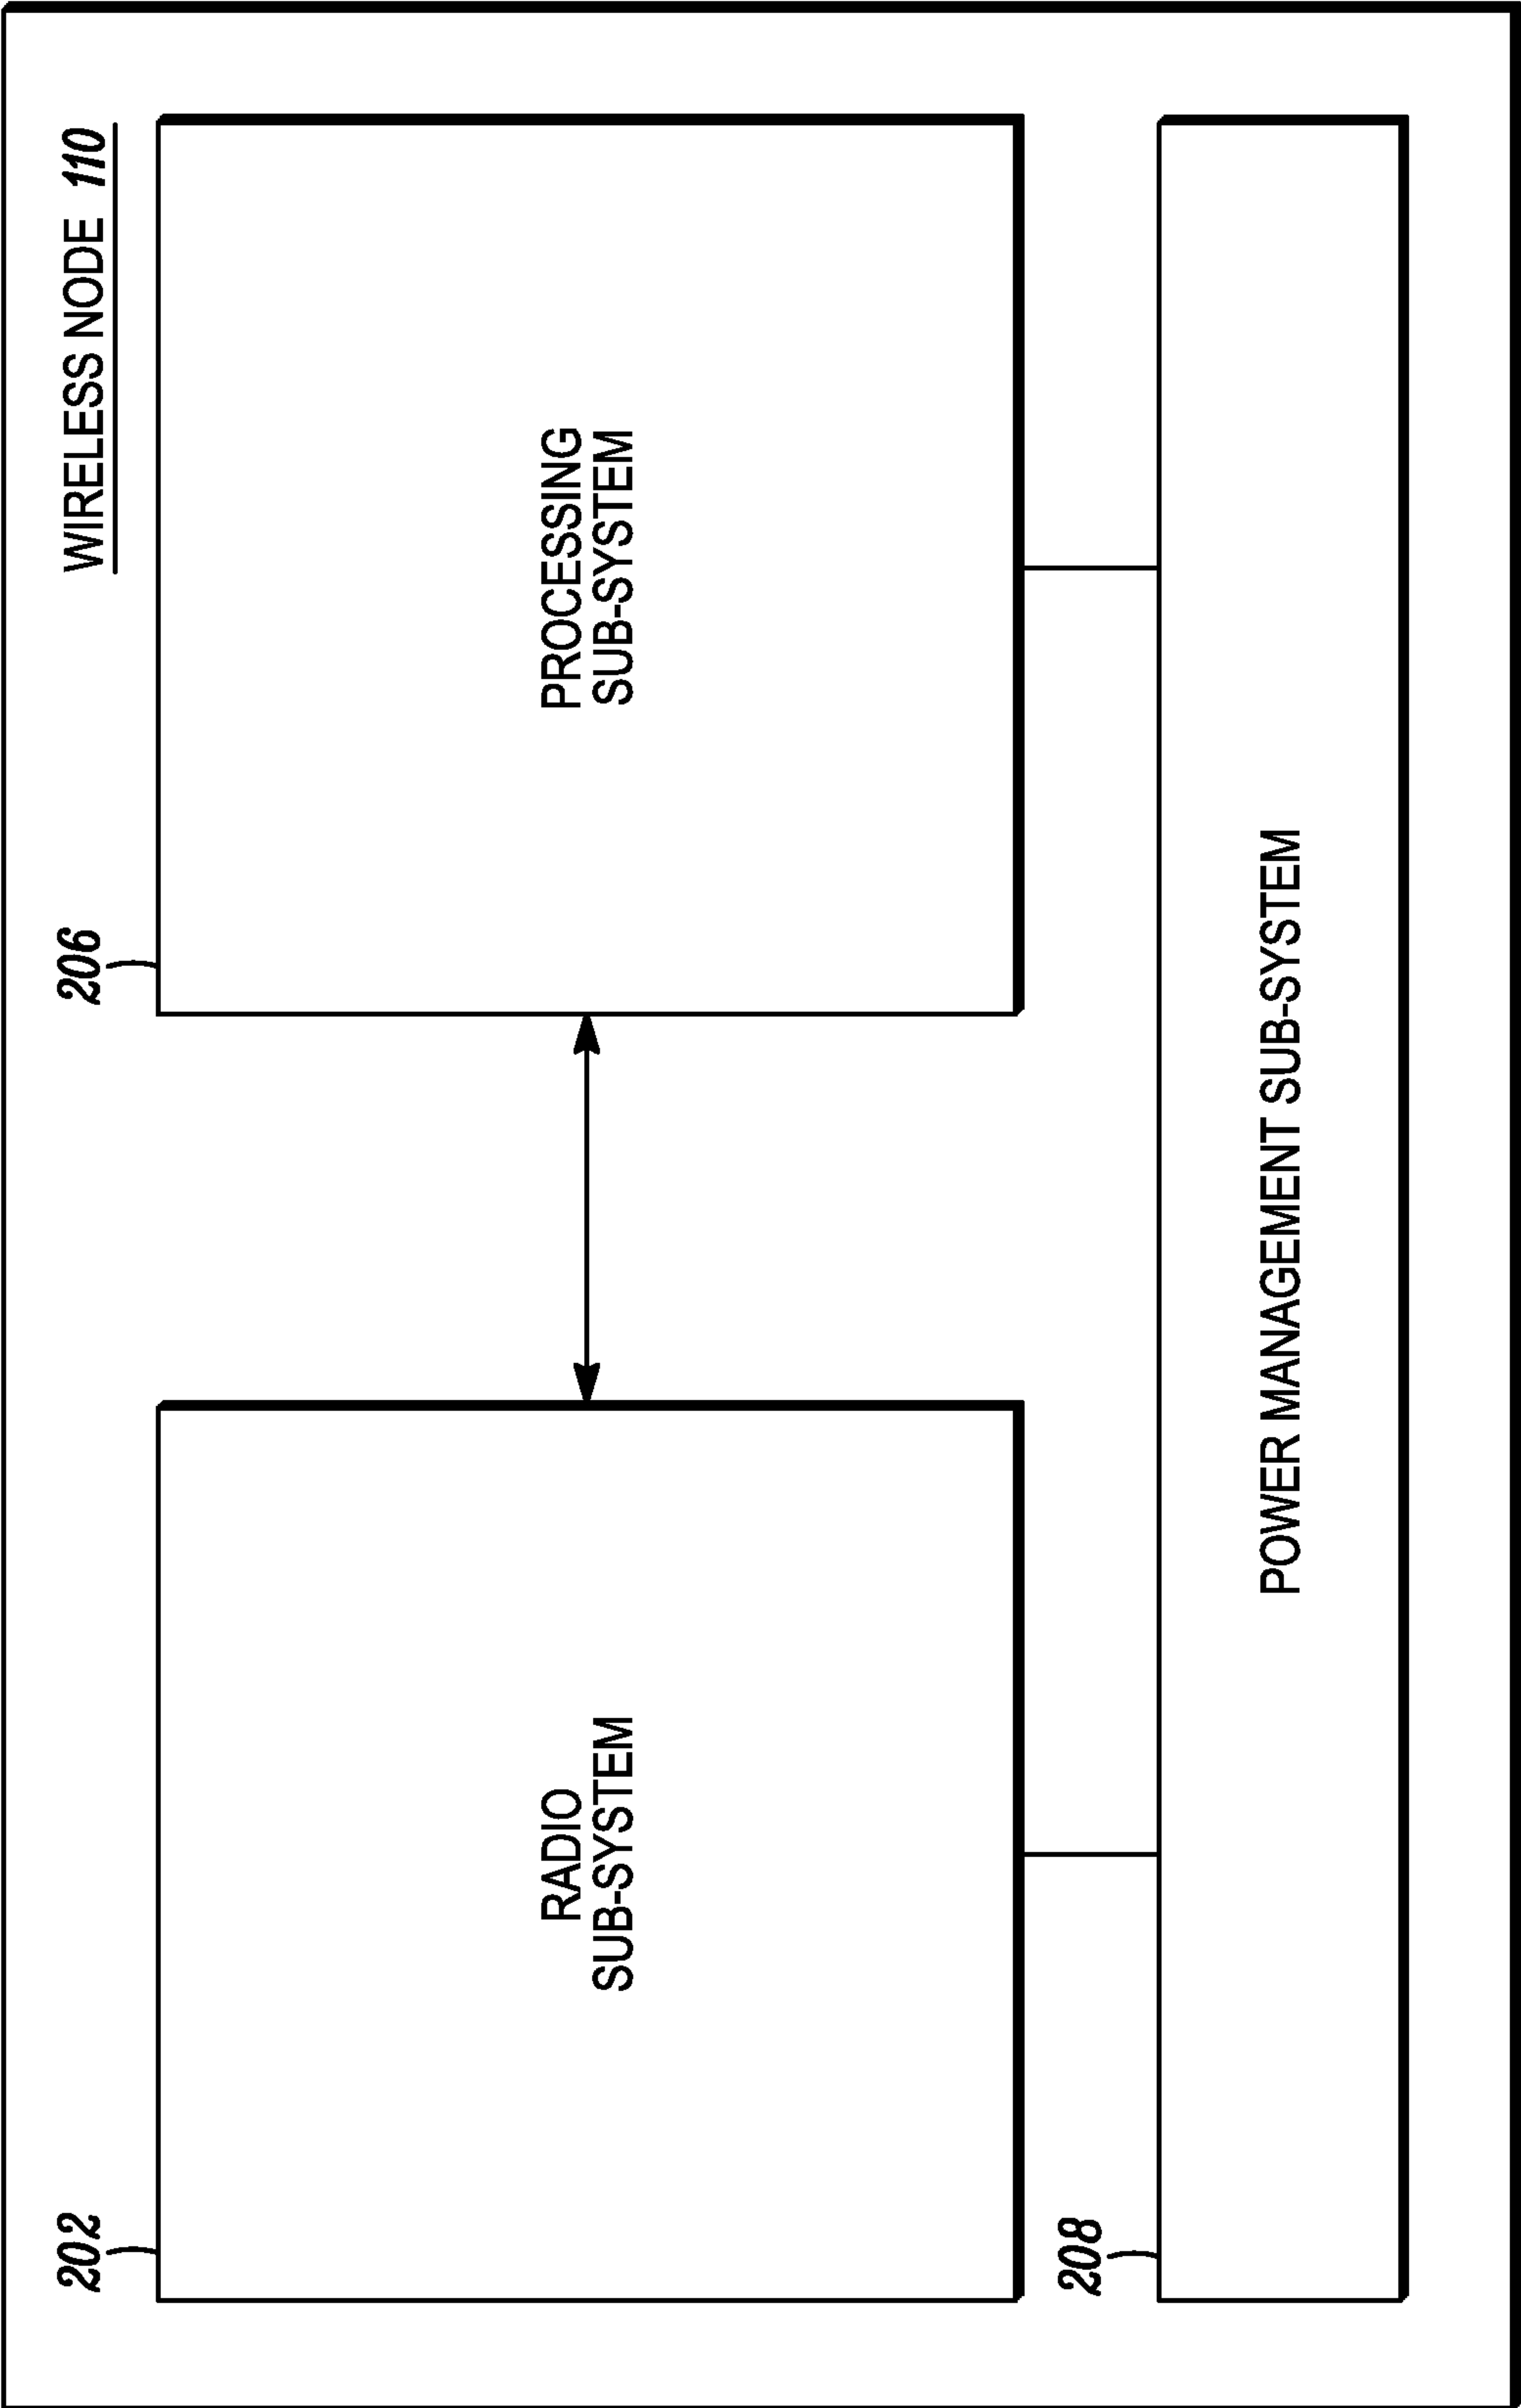 WIRELESS NODE 110
202
206
RADIO
SUB-SYSTEM
PROCESSING
SUB-SYSTEM
208
POWER MANAGEMENT SUB-SYSTEM